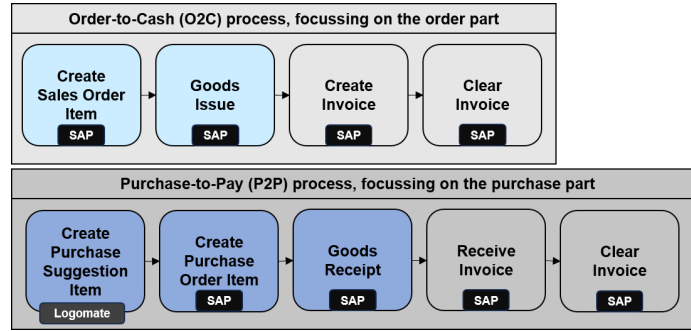 Order-to-Cash (O2C) process, focussing on the order part
Create
Sales Order
Item
SAP
Goods
Issue
SAP
Create
Invoice
SAP
Clear
Invoice
SAP
Purchase-to-Pay (P2P) process, focussing on the purchase part
Create
Purchase
Suggestion
Item
Logomate
Create
Purchase
Order Item
SAP
Goods
Receipt
SAP
Receive
Invoice
SAP
Clear
Invoice
SAP